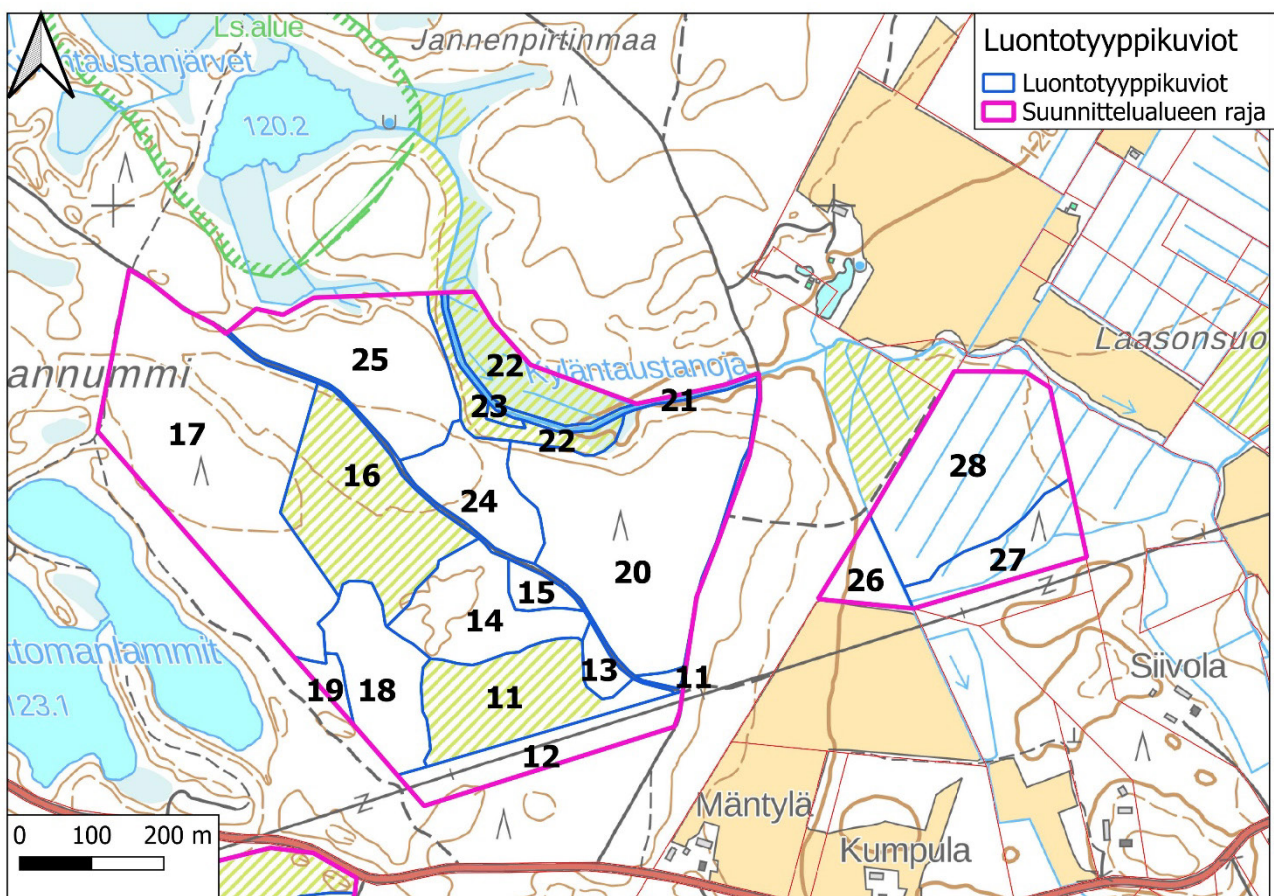 Ls.alue
Jannenpirtinmaa
Luontotyyppikuviot
Luontotyyppikuviot
Suunnittelualueen raja
120.2
U
Kyläntaustanoja
Laasonsuo
25
22
21
23
22
17
16
24
28
20
27
15
26
14
13
11
19
18
11
12
Siivola
123.1
Mäntylä
Kumpula
0 100 200 m